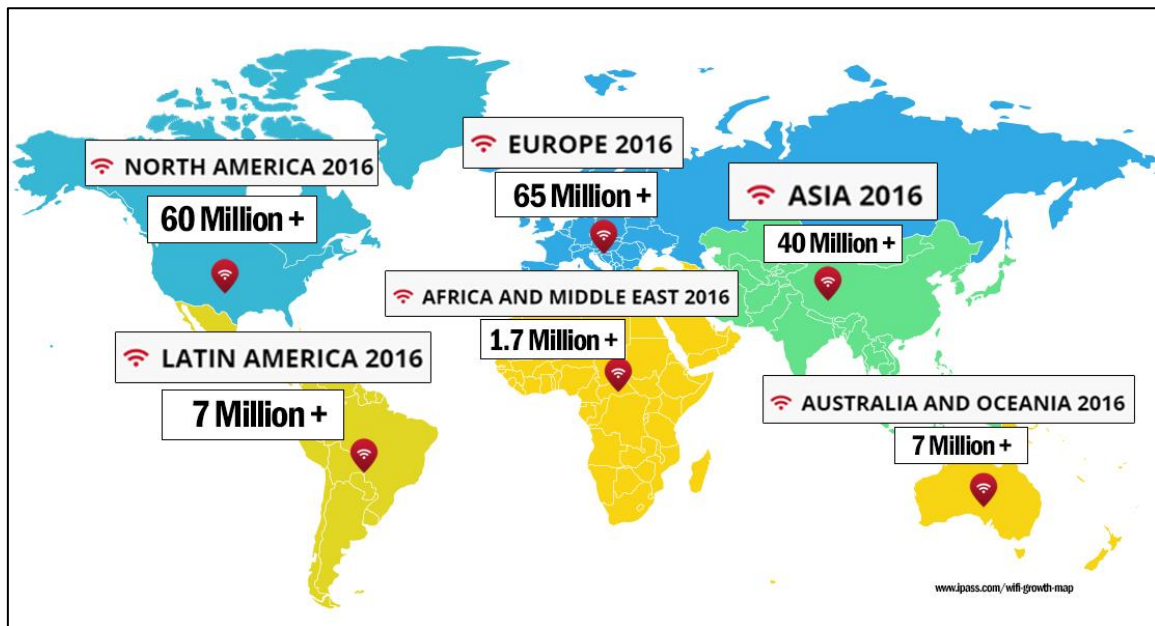 NORTH AMERICA 2016
60 Million +
EUROPE 2016
65 Million +
ASIA 2016
40 Million +
AFRICA AND MIDDLE EAST 2016
1.7 Million +
LATIN AMERICA 2016
7 Million +
AUSTRALIA AND OCEANIA 2016
7 Million +
www.ipass.com/wifi-growth-map